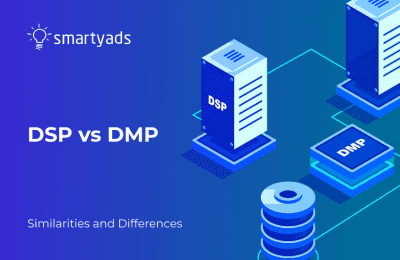 smartyads
DSP
DSP vs DMP
DMP
Similarities and Differences